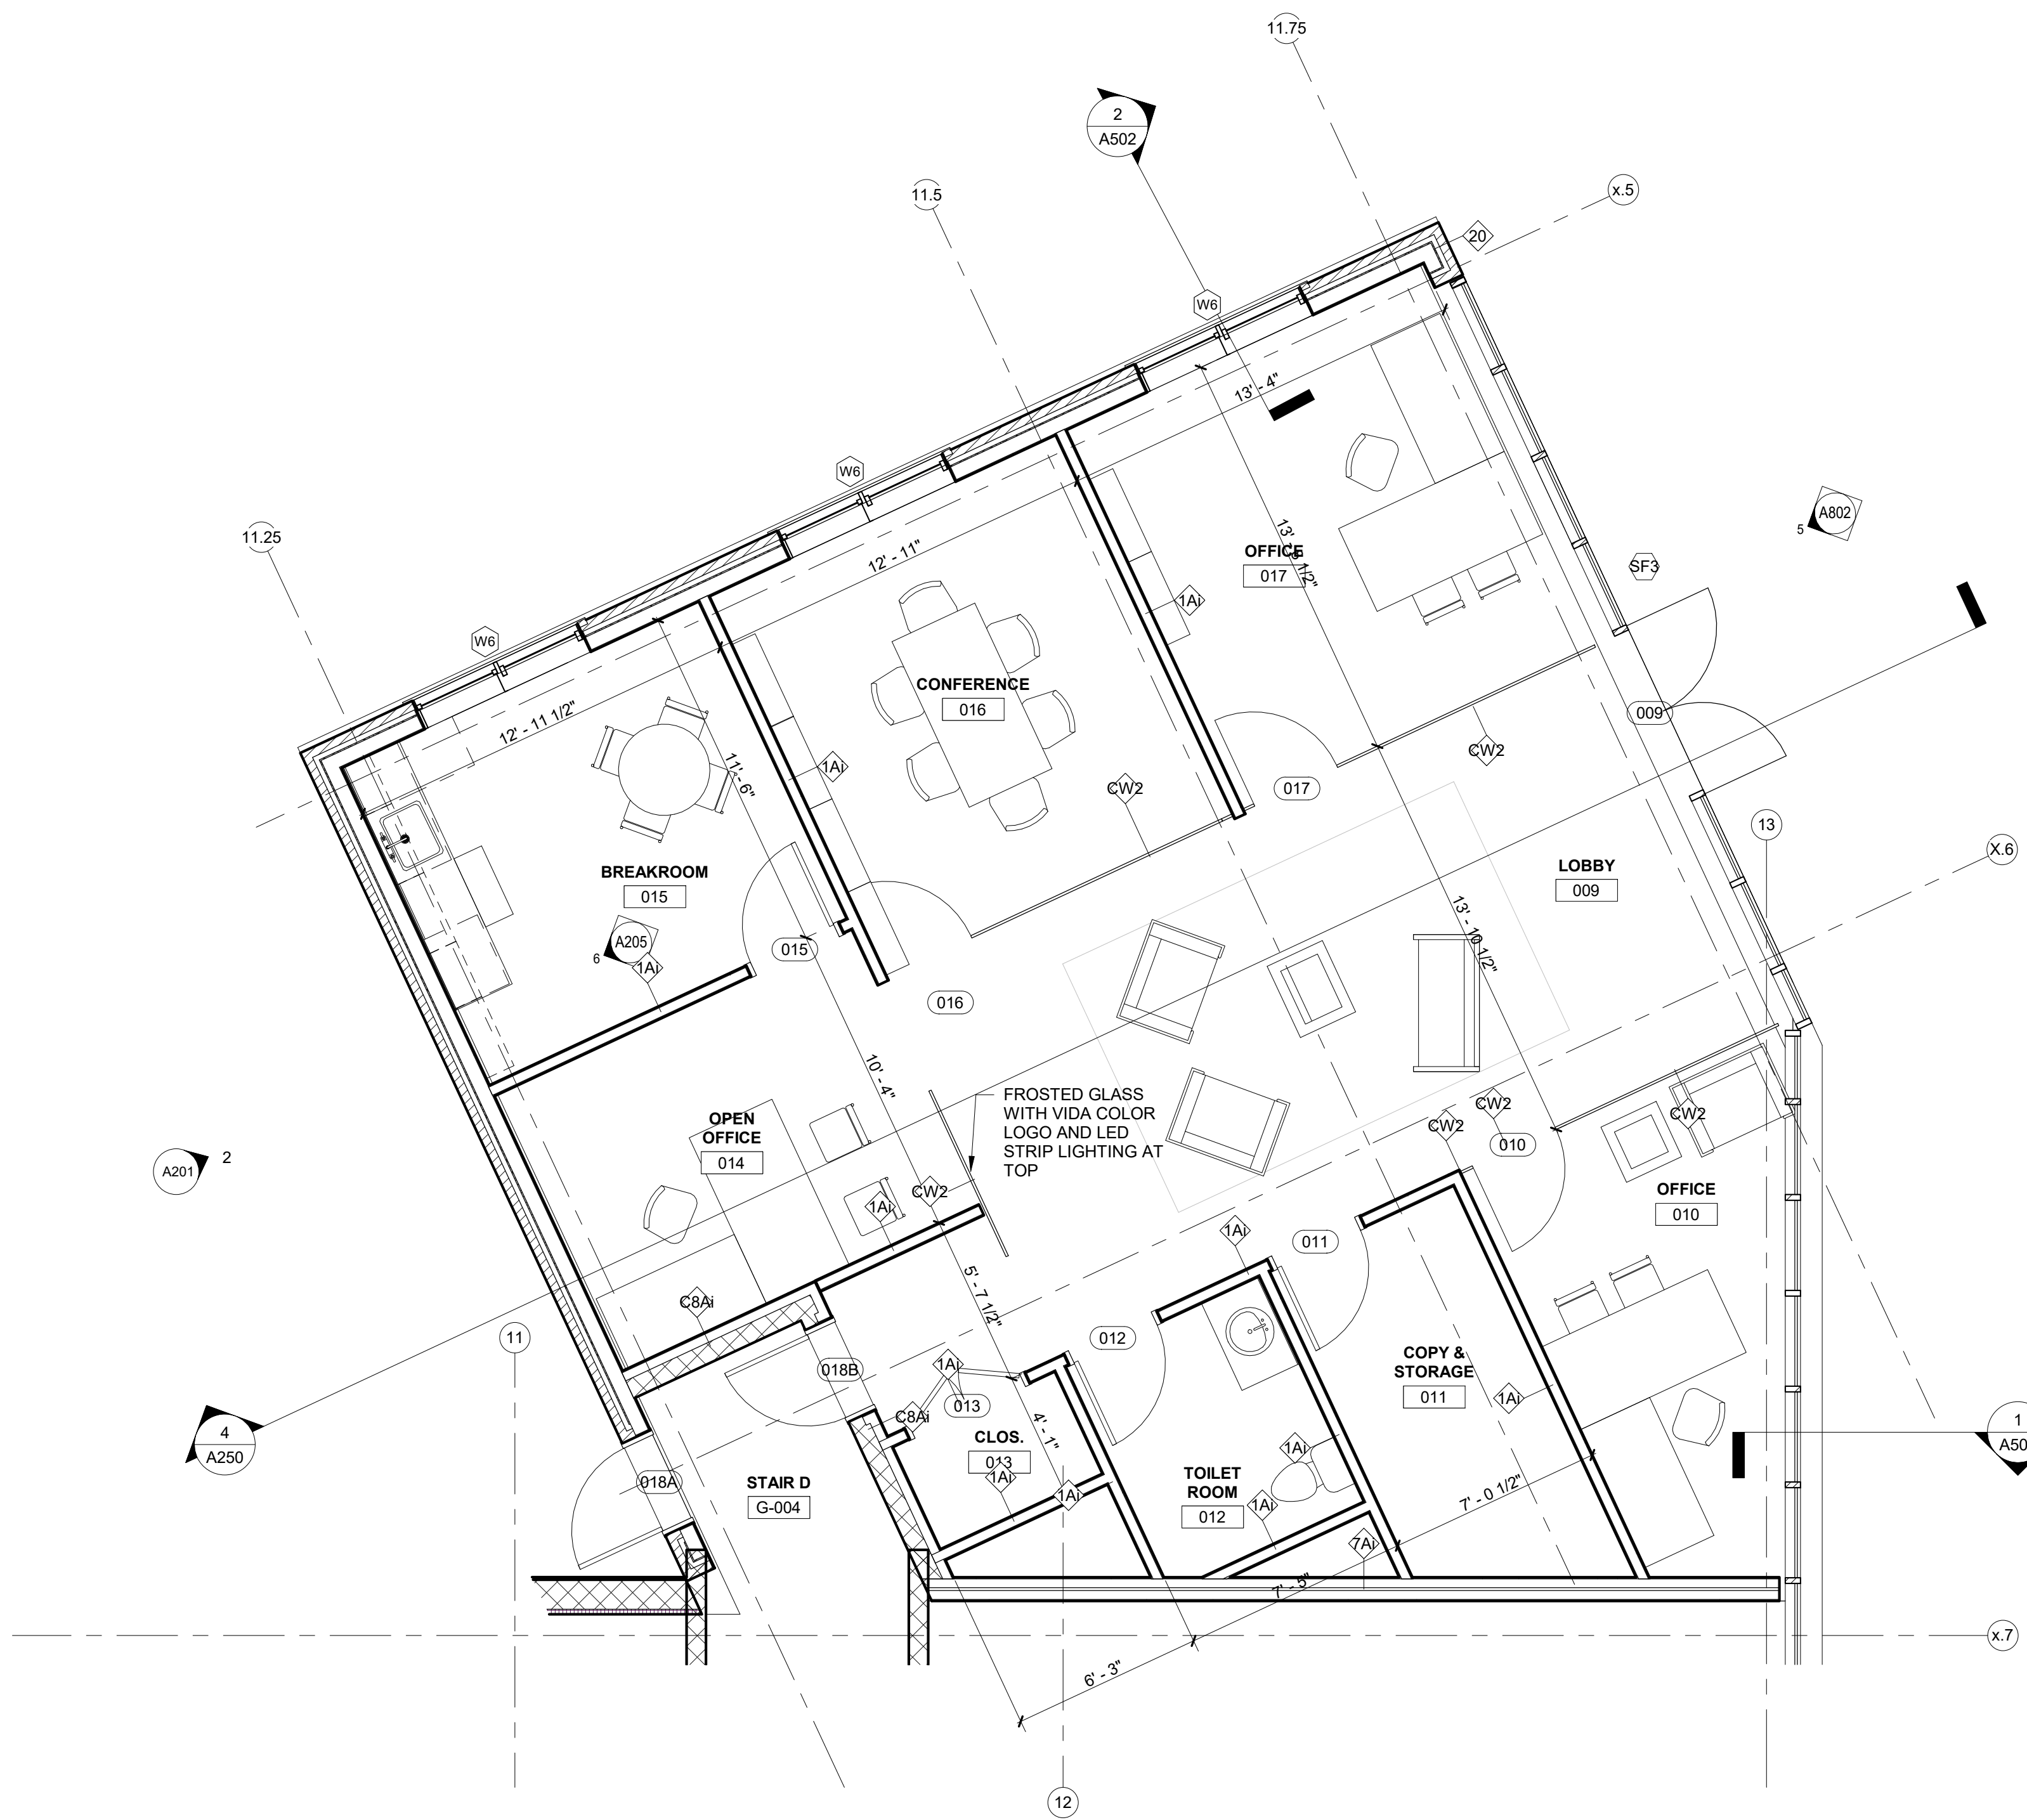 11.75
2
A502
x.5
11.5
20
W6
13' - 4"
W6
A802
5
11.25
12' - 11"
OFFICE
017
SF3
1Ai
W6
CONFERENCE
016
12' - 11 1/2"
009
CW2
11' - 6"
1Ai
CW2
017
13
X.6
LOBBY
009
BREAKROOM
015
A205
6
1Ai
015
13' - 10 1/2"
016
10' - 4"
FROSTED GLASS
WITH VIDA COLOR
LOGO AND LED
STRIP LIGHTING AT
TOP
CW2
CW2
CW2
010
OPEN
OFFICE
014
A201
2
CW2
1Ai
OFFICE
010
1Ai
011
5' - 7 1/2"
C8Ai
11
012
018B
1Ai
013
C8Ai
COPY &
STORAGE
011
1Ai
4
A250
4' - 1"
CLOS.
013
1Ai
1Ai
1Ai
1
A50
018A
STAIR D
G-004
TOILET
ROOM
012
1Ai
7' - 0 1/2"
7Ai
7' - 5"
x.7
6' - 3"
12